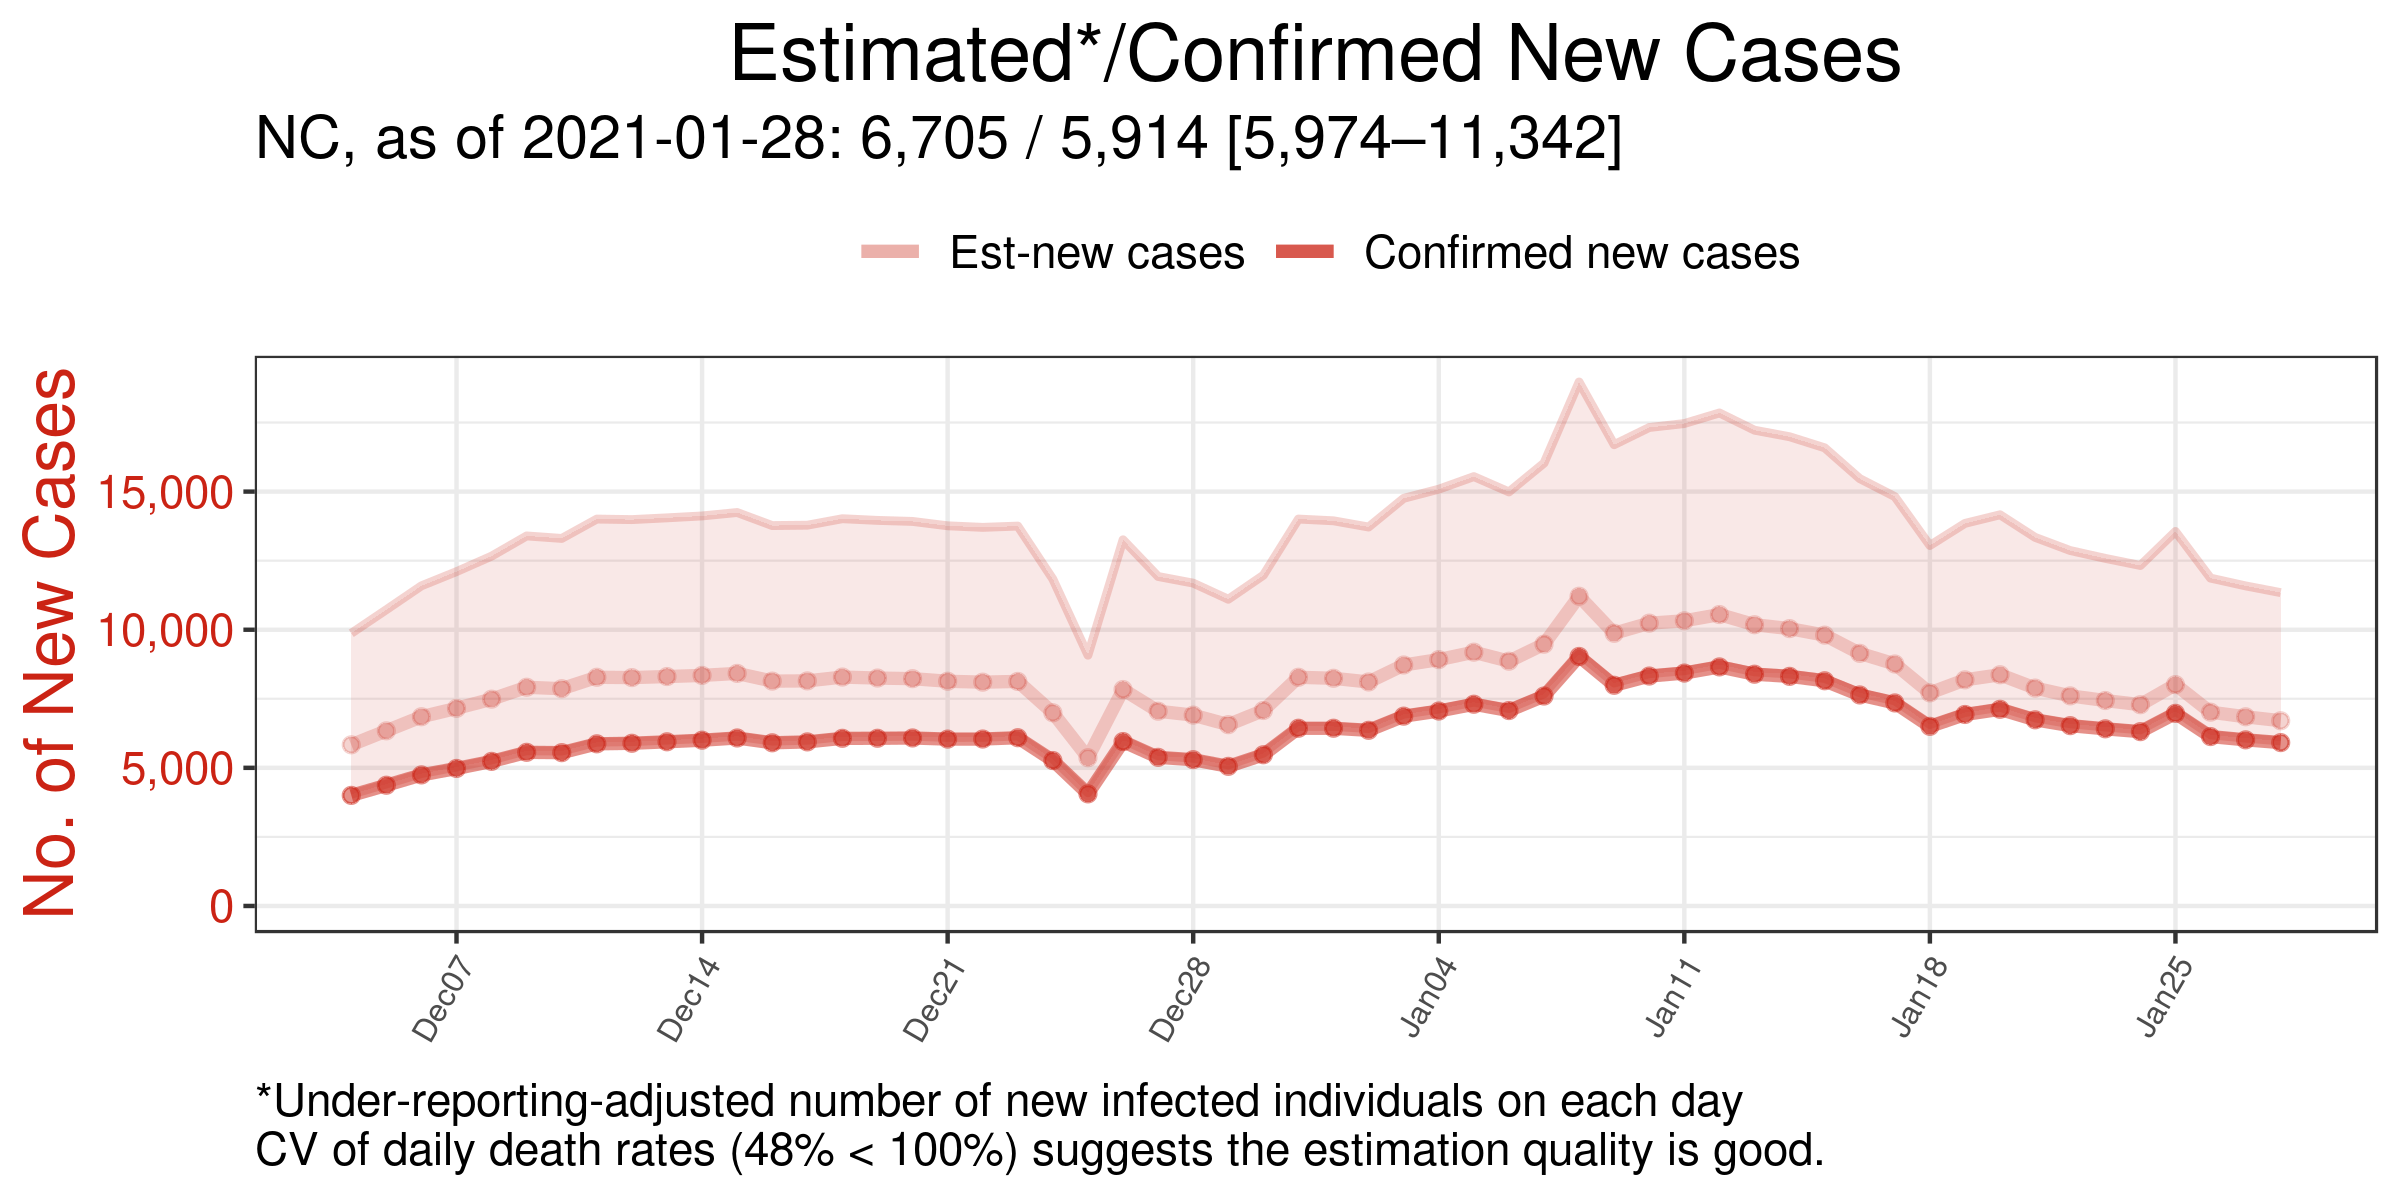 Estimated*/Confirmed New Cases
NC, as of 2021-01-28: 6,705 / 5,914 [5,974–11,342]
Est-new cases Confirmed new cases
No. of New Cases
15,000
10,000
5,000
0
Dec07 Dec14 Dec21 Dec28 Jan04 Jan11 Jan18 Jan25
*Under-reporting-adjusted number of new infected individuals on each day
CV of daily death rates (48% < 100%) suggests the estimation quality is good.